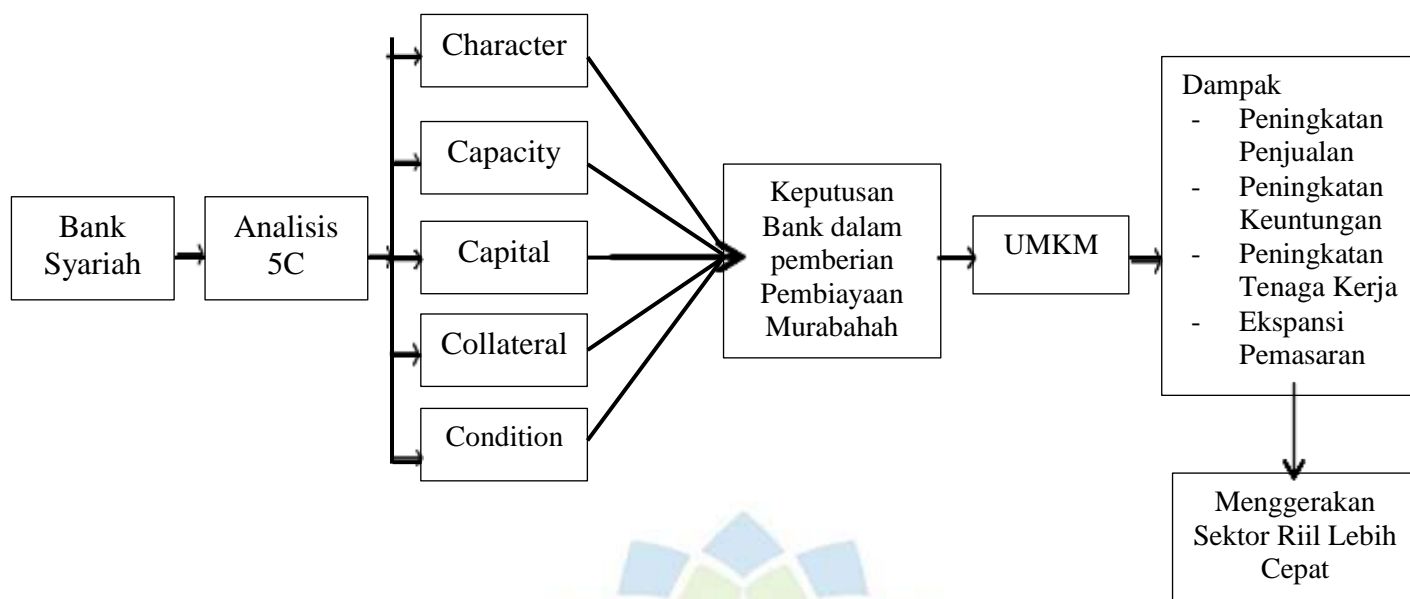 Bank
Syariah
Analisis
5C
Character
Capacity
Capital
Collateral
Condition
Keputusan
Bank dalam
pemberian
Pembiayaan
Murabahah
UMKM
Dampak
- Peningkatan
Penjualan
- Peningkatan
Keuntungan
- Peningkatan
Tenaga Kerja
- Ekspansi
Pemasaran
Menggerakan
Sektor Riil Lebih
Cepat